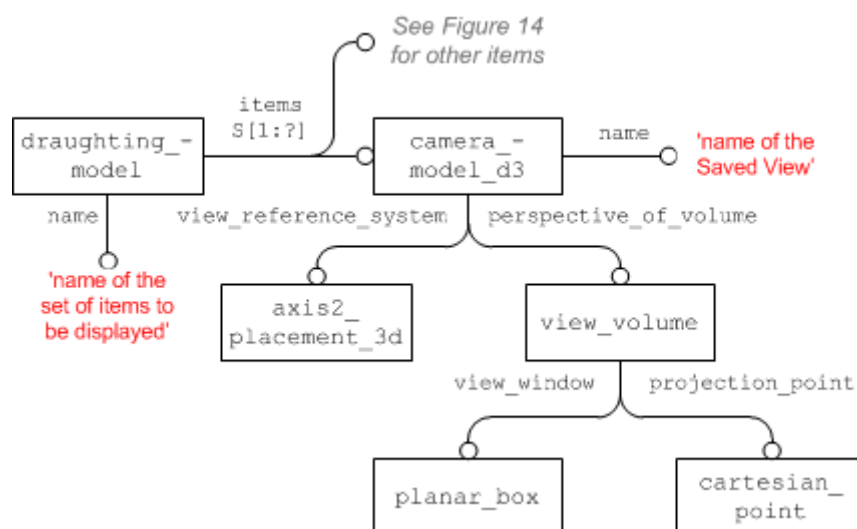 See Figure 14
for other items
items
S[1:?]
draughting_-
model
camera_-
model_d3
name
'name of the
Saved View'
name
view_reference_system
perspective_of_volume
'name of the
set of items to
be displayed'
axis2_
placement_3d
view_volume
view_window
projection_point
planar_box
cartesian_
point